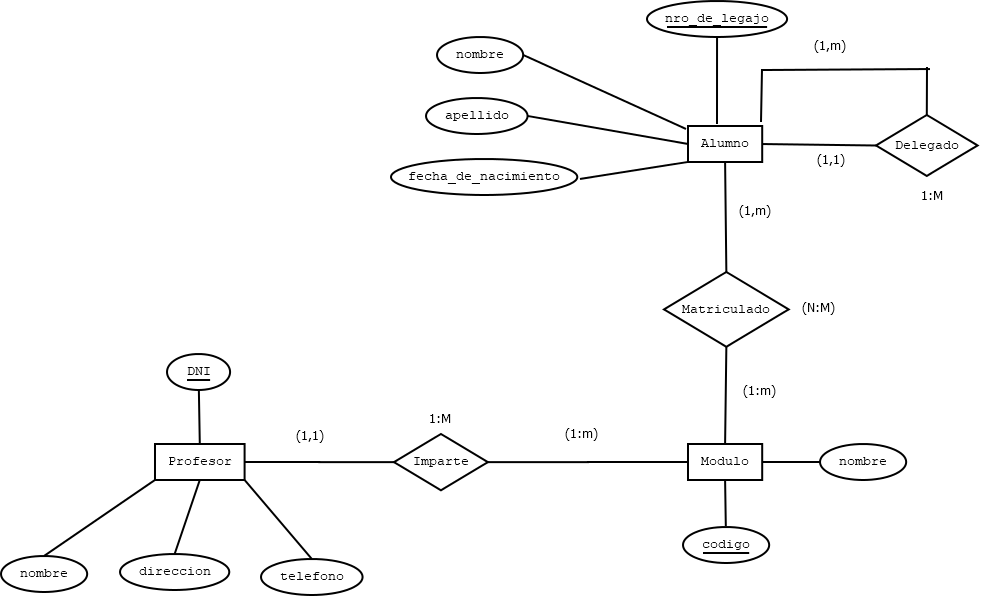 nro_de_legajo
(1,m)
nombre
apellido
Alumno
Delegado
(1,1)
fecha_de_nacimiento
1:M
(1,m)
Matriculado
(N:M)
DNI
(1:m)
1:M
(1,1)
(1:m)
Profesor
Imparte
Modulo
nombre
codigo
nombre
direccion
telefono